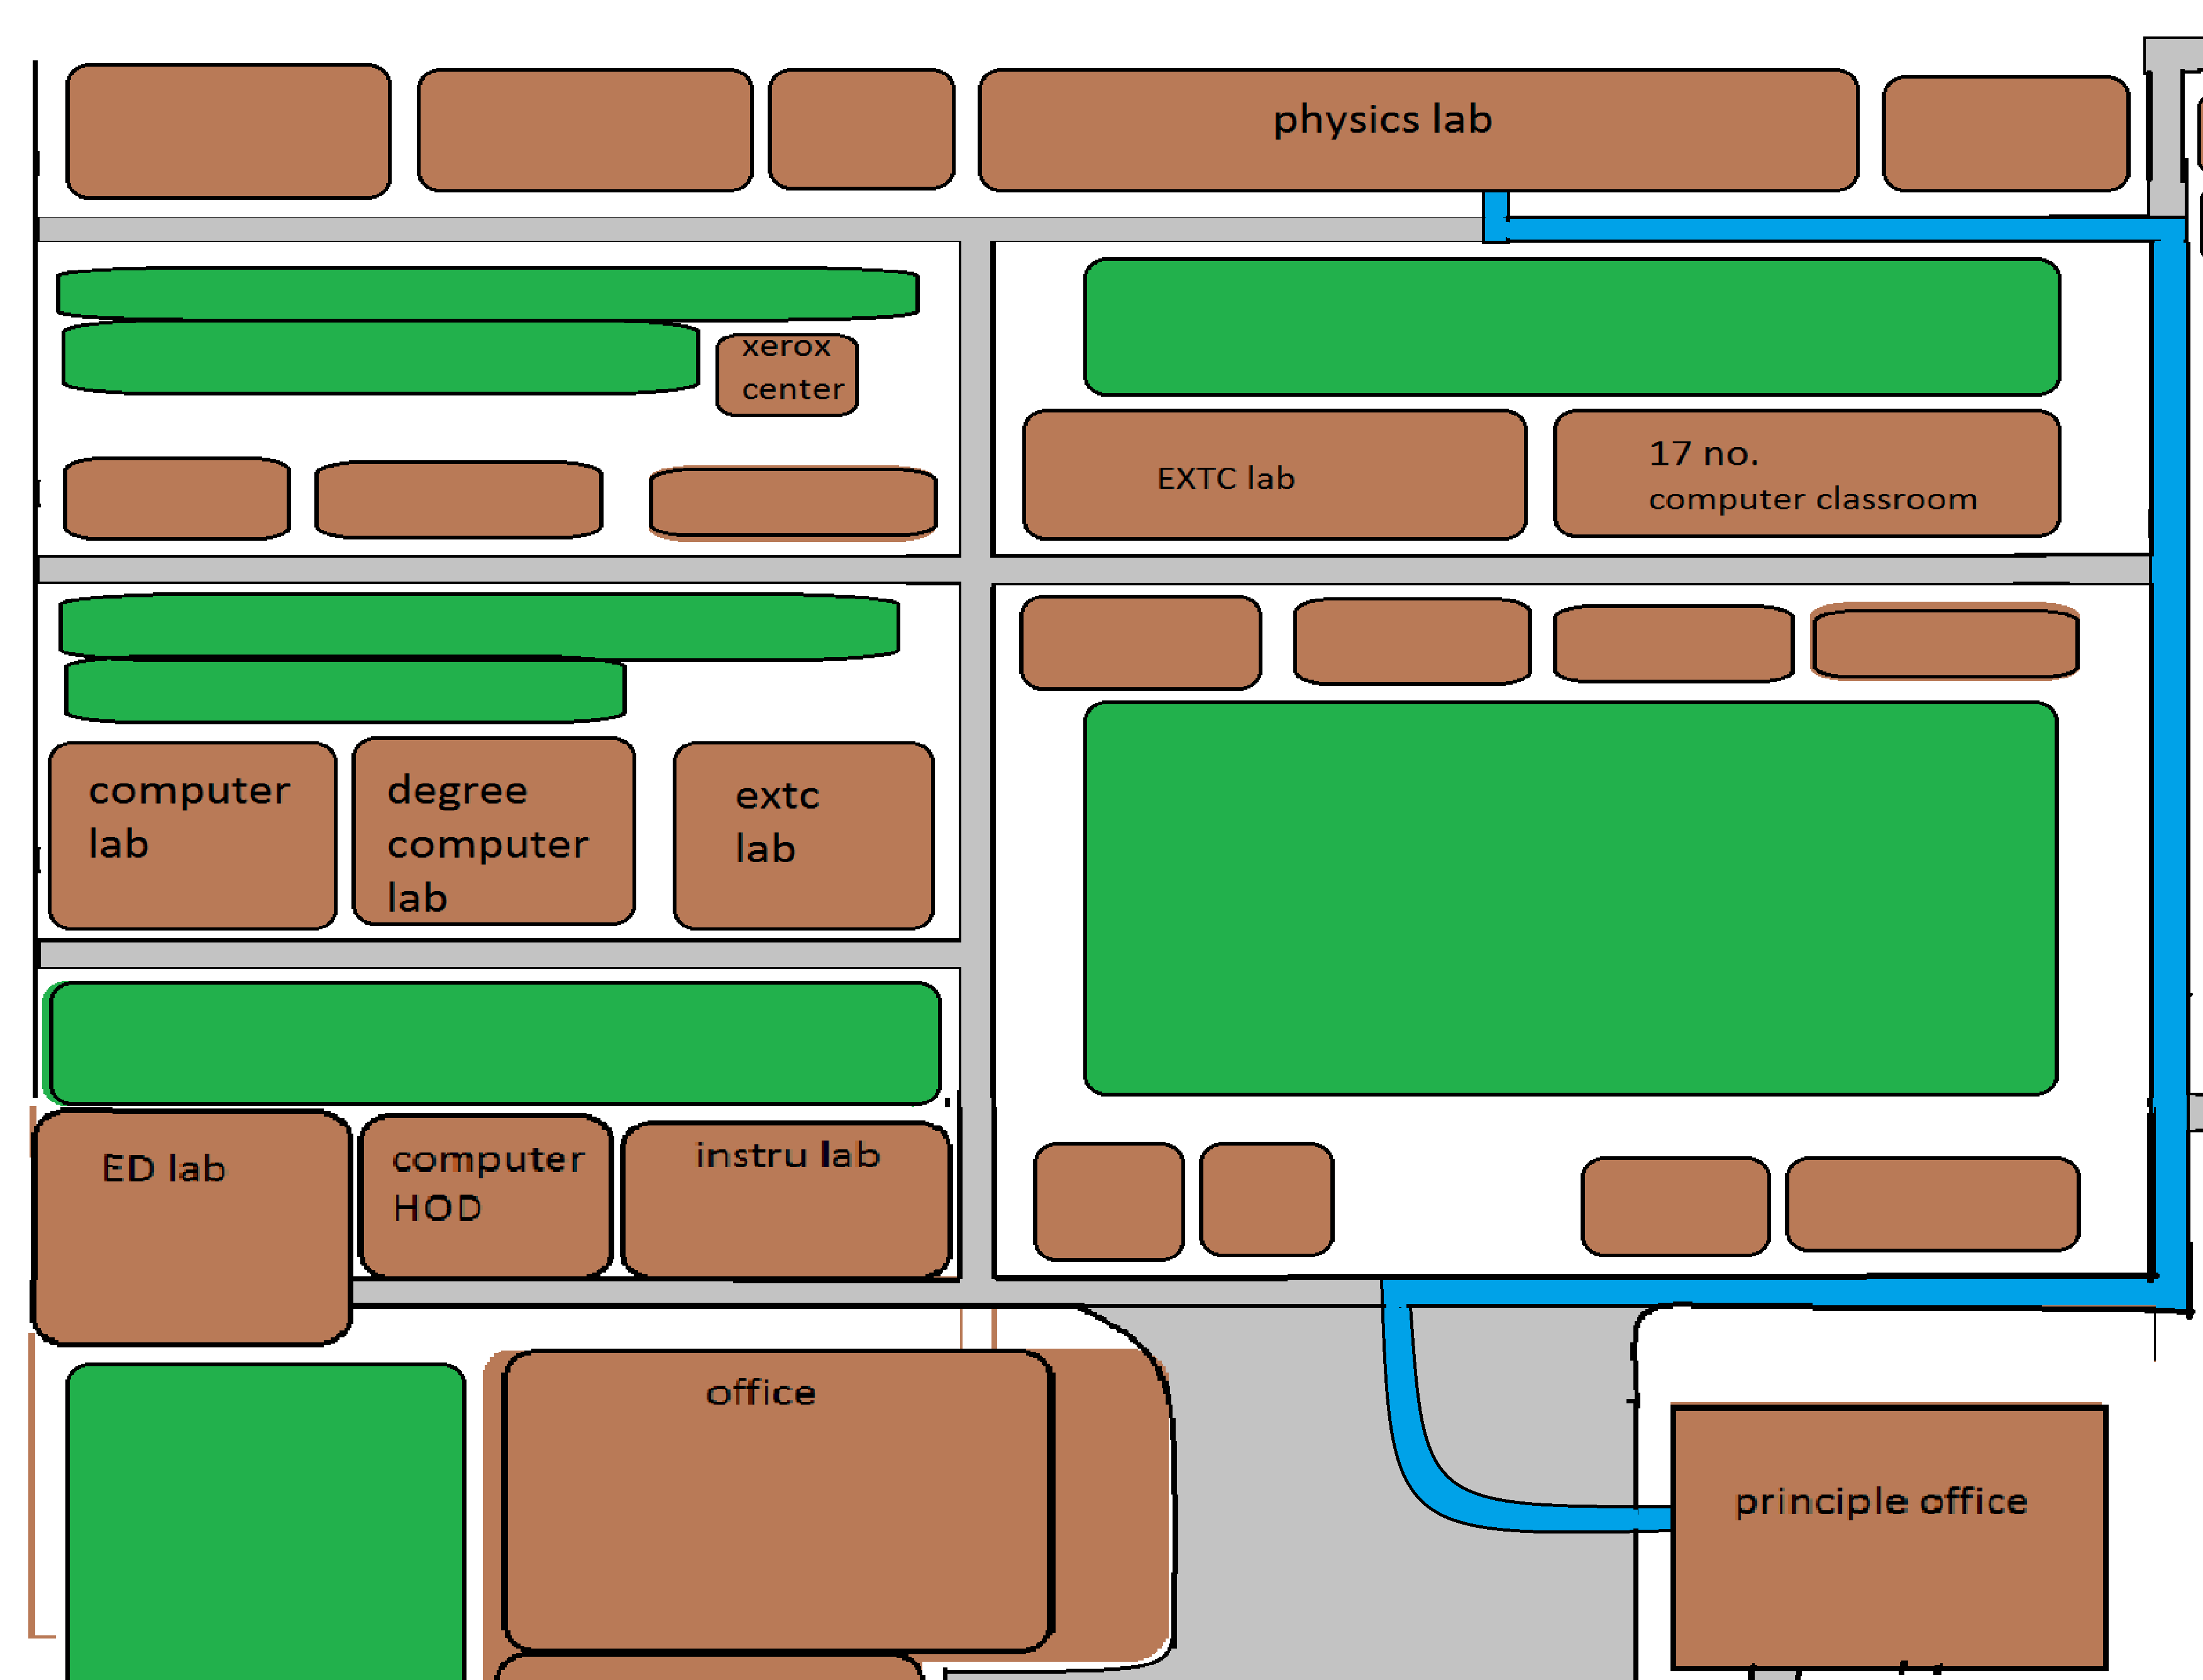 physics lab
xerox
center
EXTC lab
17 no.
computer classroom
computer
lab
degree
computer
lab
extc
lab
ED lab
computer
HOD
instru lab
office
principle office